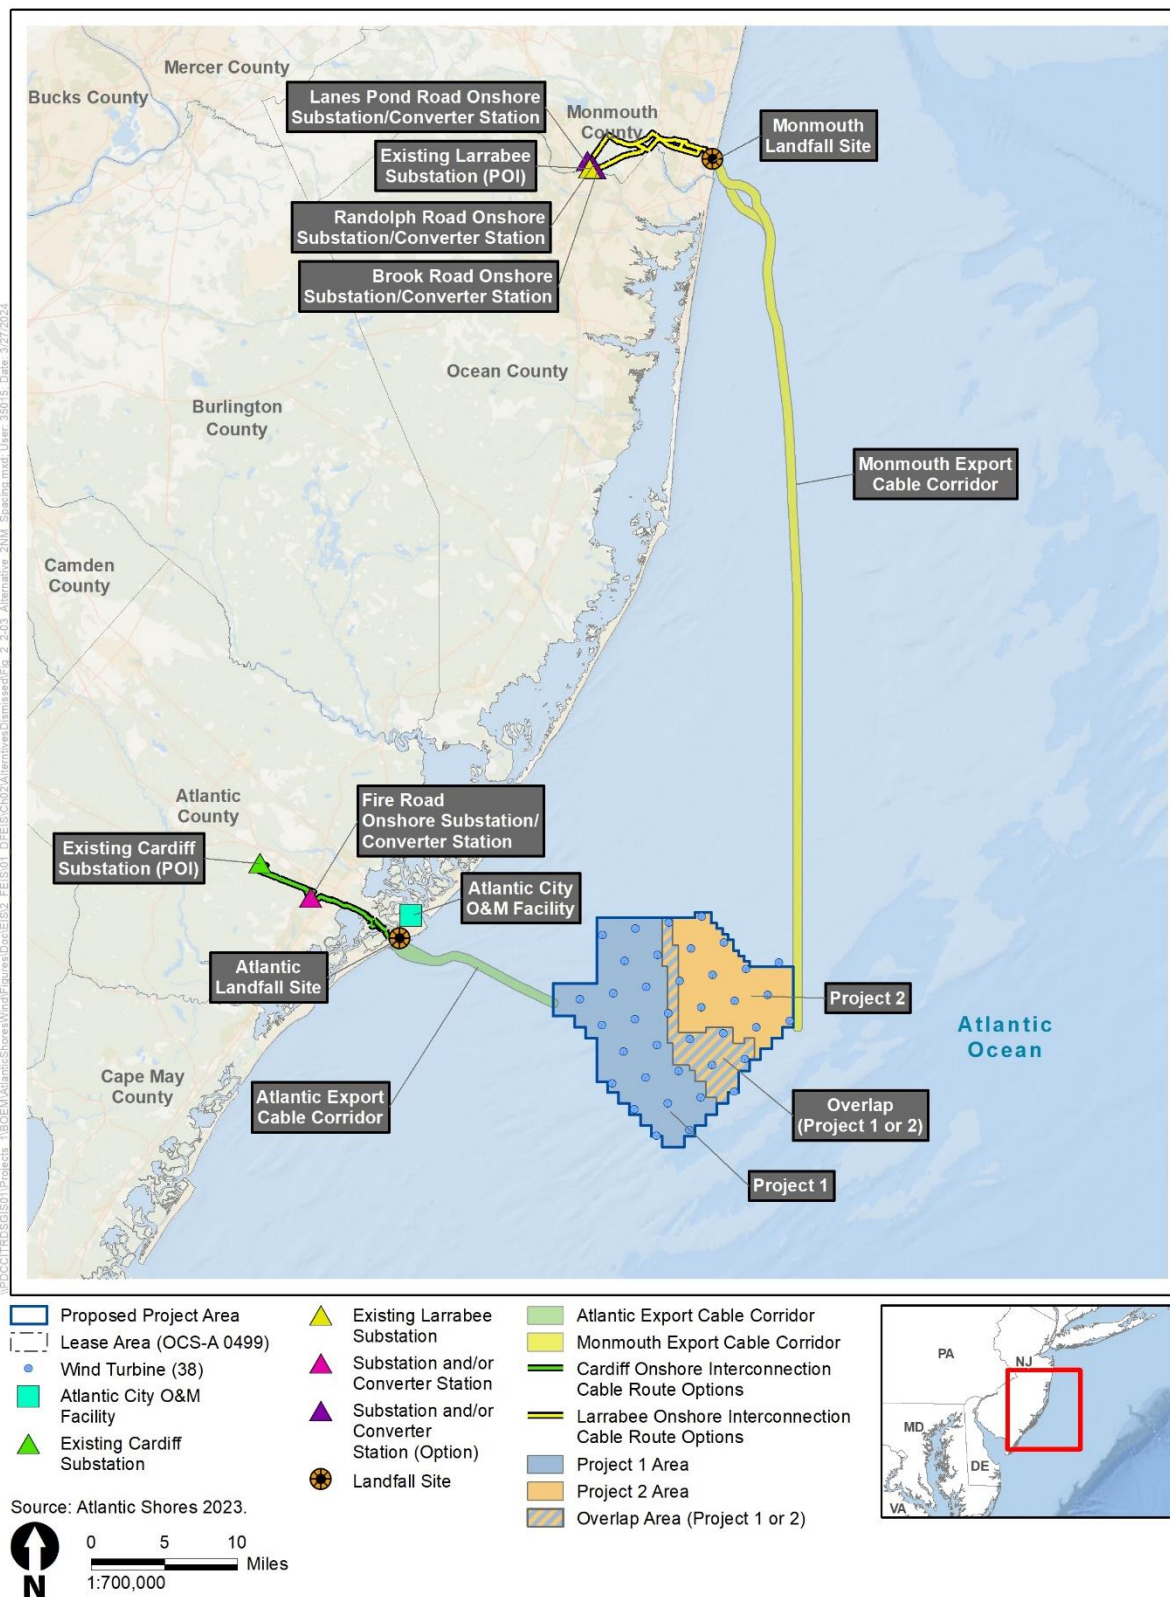 Mercer County
Bucks County
Lanes Pond Road Onshore
Substation/Converter Station
Monmouth
County
Monmouth
Landfall Site
Existing Larrabee
Substation (POI)
Randolph Road Onshore
Substation/Converter Station
Brook Road Onshore
Substation/Converter Station
Ocean County
Burlington
County
Monmouth Export
Cable Corridor
Camden
County
Atlantic
County
Fire Road
Onshore Substation/
Converter Station
Existing Cardiff
Substation (POI)
Atlantic City
O&M Facility
Atlantic
Landfall Site
Project 2
Atlantic
Ocean
Cape May
County
Atlantic Export
Cable Corridor
Overlap
(Project 1 or 2)
Project 1
Proposed Project Area
Lease Area (OCS-A 0499)
Wind Turbine (38)
Atlantic City O&M
Facility
Existing Cardiff
Substation
Existing Larrabee
Substation
Substation and/or
Converter Station
Substation and/or
Converter
Station (Option)
Landfall Site
Atlantic Export Cable Corridor
Monmouth Export Cable Corridor
Cardiff Onshore Interconnection
Cable Route Options
Larrabee Onshore Interconnection
Cable Route Options
Project 1 Area
Project 2 Area
Overlap Area (Project 1 or 2)
PA
NJ
MD
DE
VA
Source: Atlantic Shores 2023.
N
0 5 10
Miles
1:700,000